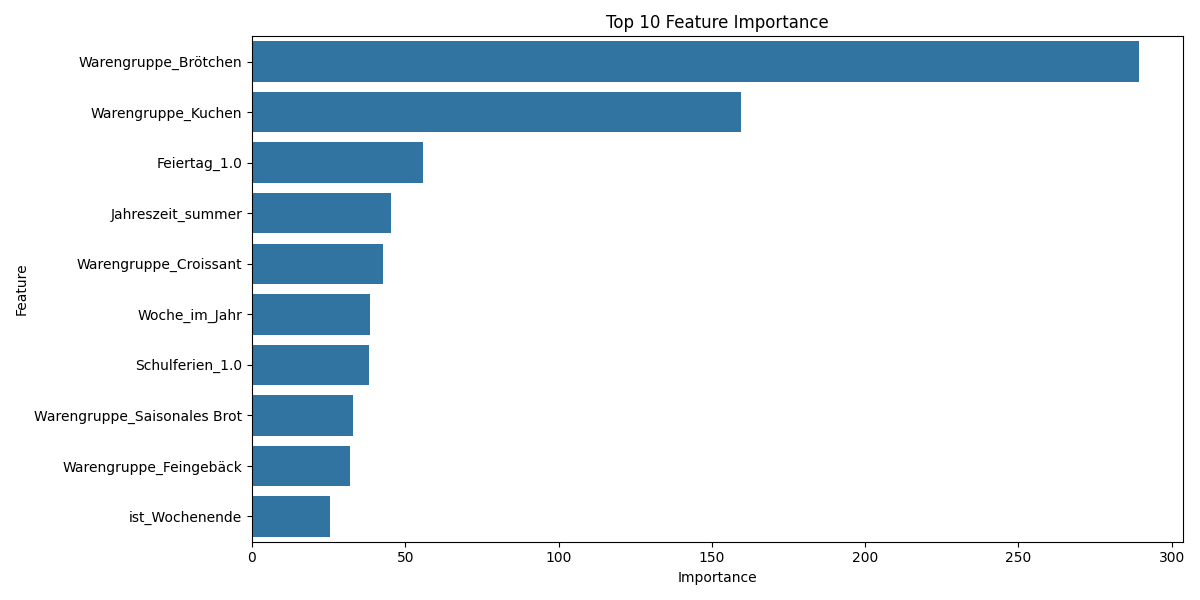 Top 10 Feature Importance
Feature
Warengruppe_Brötchen
Warengruppe_Kuchen
Feiertag_1.0
Jahreszeit_summer
Warengruppe_Croissant
Woche_im_Jahr
Schulferien_1.0
Warengruppe_Saisonales Brot
Warengruppe_Feingebäck
ist_Wochenende
0 50 100 150 200 250 300
Importance